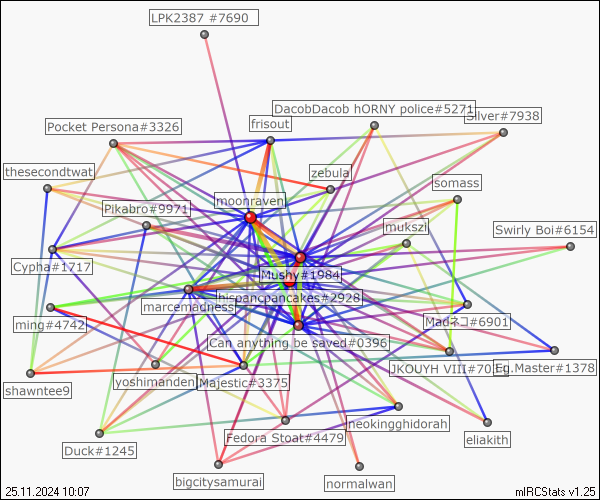 LPK2387 #7690
DacobDacob hORNY police#5271
Silver#7938
Pocket Persona#3326
frisout
thesecondtwat
zebula
somass
moonraven
Pikabro#9971
mukszi
Swirly Boi#6154
Cypha#1717
Mushy#1984
hispancpancakes#2928
marcemadness
ming#4742
Madネコ#6901
Can anything be saved#0396
JKOUYH VIII#70
Eg.Master#1378
shawntee9
yoshimanden
Majestic#3375
neokingghidorah
Fedora Stoat#4479
eliakith
Duck#1245
bigcitysamurai
normalwan
25.11.2024 10:07
mIRCStats v1.25